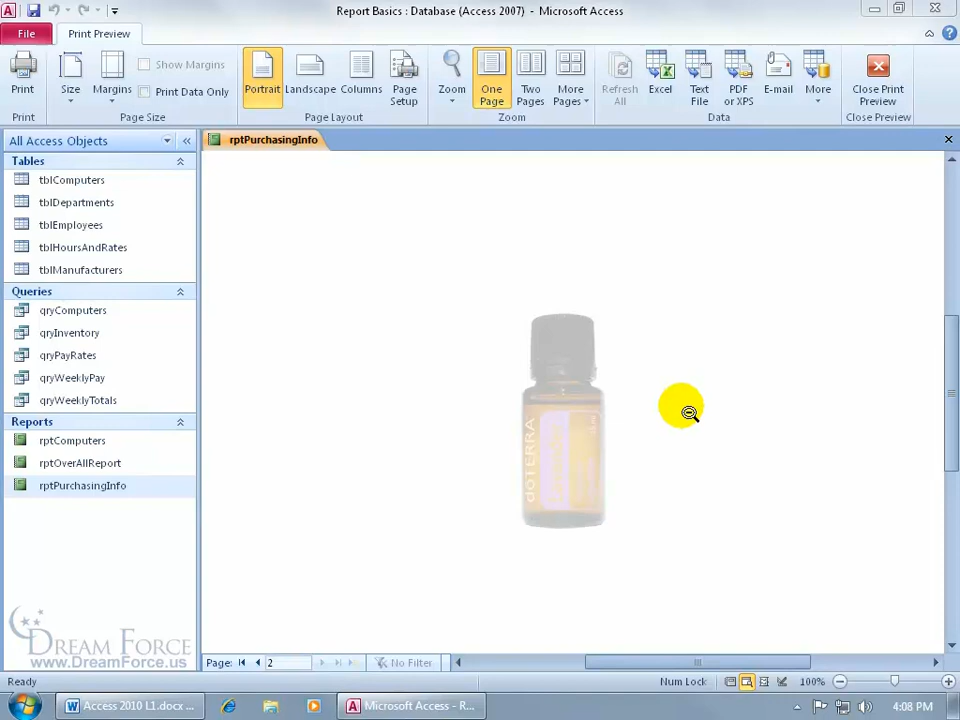 Report Basics : Database (Access 2007) - Microsoft Access
File
Print Preview
Print
Size
Margins
Show Margins
Print Data Only
Portrait
Landscape
Columns
Page Setup
Zoom
One Page
Two Pages
More Pages
Refresh All
Excel
Text File
PDF or XPS
E-mail
More
Close Print Preview
Print
Page Size
Page Layout
Zoom
Data
Close Preview
All Access Objects
rptPurchasingInfo
Tables
tblComputers
tblDepartments
tblEmployees
tblHoursAndRates
tblManufacturers
Queries
qryComputers
qryInventory
qryPayRates
qryWeeklyPay
qryWeeklyTotals
Reports
rptComputers
rptOverAllReport
rptPurchasingInfo
dōTERRA
DREAM FORCE
www.DreamForce.us
Page: 2
No Filter
Ready
Num Lock
100%
Access 2010 L1.docx ...
Microsoft Access - R...
4:08 PM